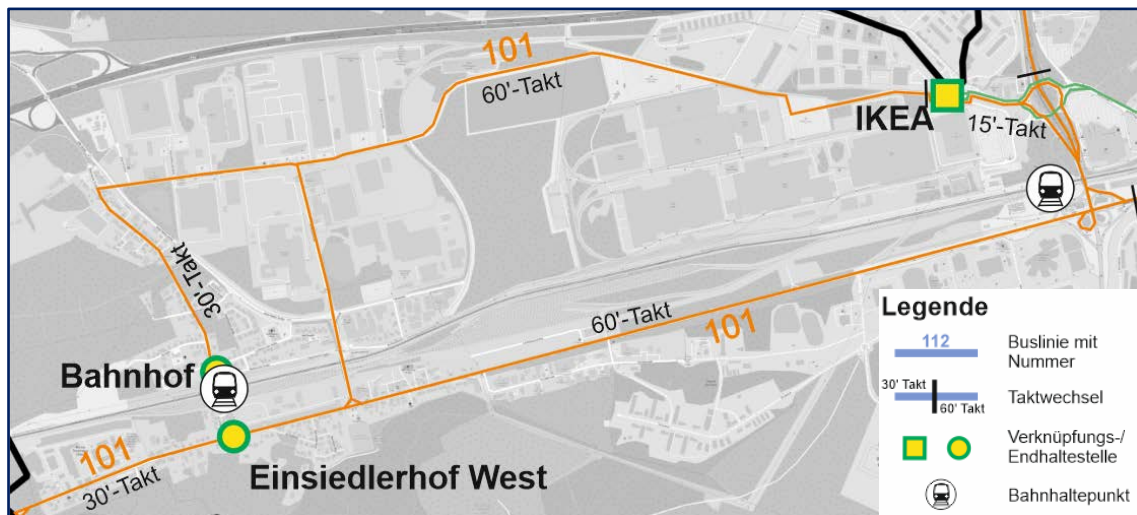 101
60'-Takt
IKEA
15'-Takt
30'-Takt
60'-Takt
101
Bahnhof
101
30'-Takt
Einsiedlerhof West
Legende
112
Buslinie mit
Nummer
30' Takt
60' Takt
Taktwechsel
Verknüpfungs-/
Endhaltestelle
Bahnhaltepunkt